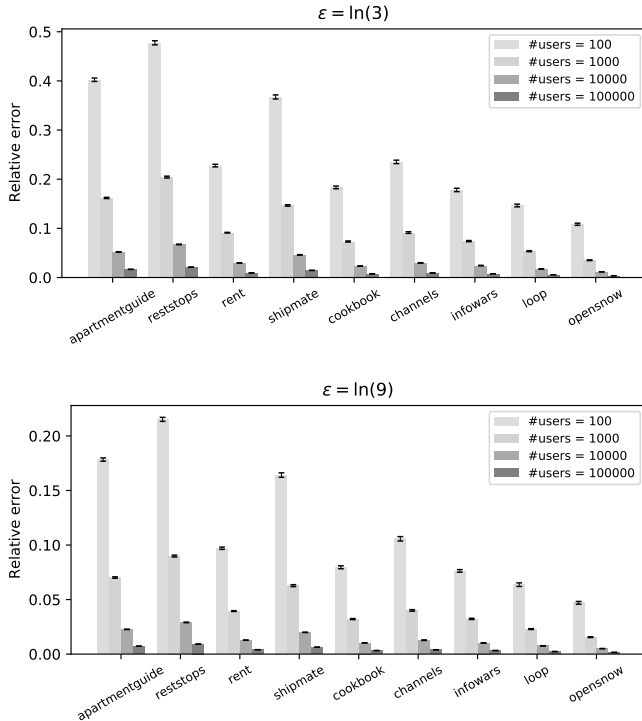 ε = ln(3)
Relative error
0.5
0.4
0.3
0.2
0.1
0.0
#users = 100
#users = 1000
#users = 10000
#users = 100000
apartmentguide
reststops
rent
shipmate
cookbook
channels
infowars
loop
opensnow
ε = ln(9)
Relative error
0.20
0.15
0.10
0.05
0.00
#users = 100
#users = 1000
#users = 10000
#users = 100000
apartmentguide
reststops
rent
shipmate
cookbook
channels
infowars
loop
opensnow